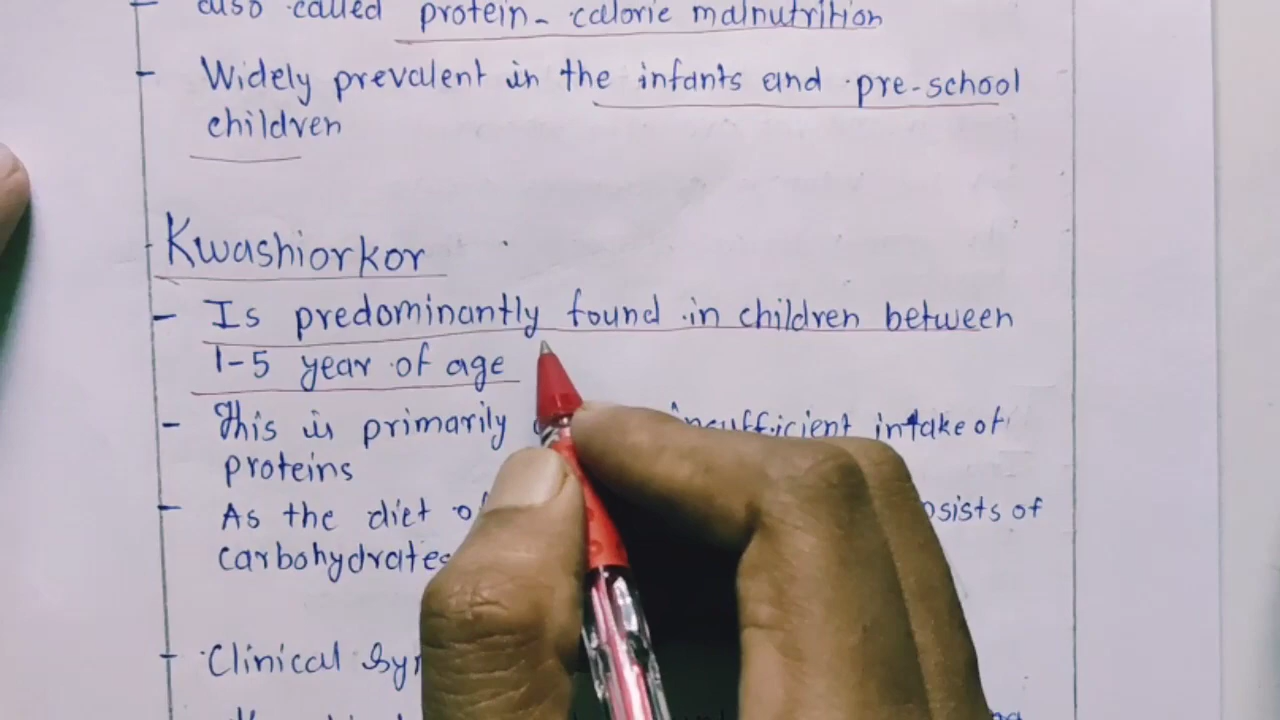 also called protein- calorie malnutrition
- Widely prevalent in the infants and pre-school
children
Kwashiorkor
- Is predominantly found in children between
1-5 year of age
- This is primarily insufficient intake of
proteins
- As the diet
carbohydrates
- Clinical